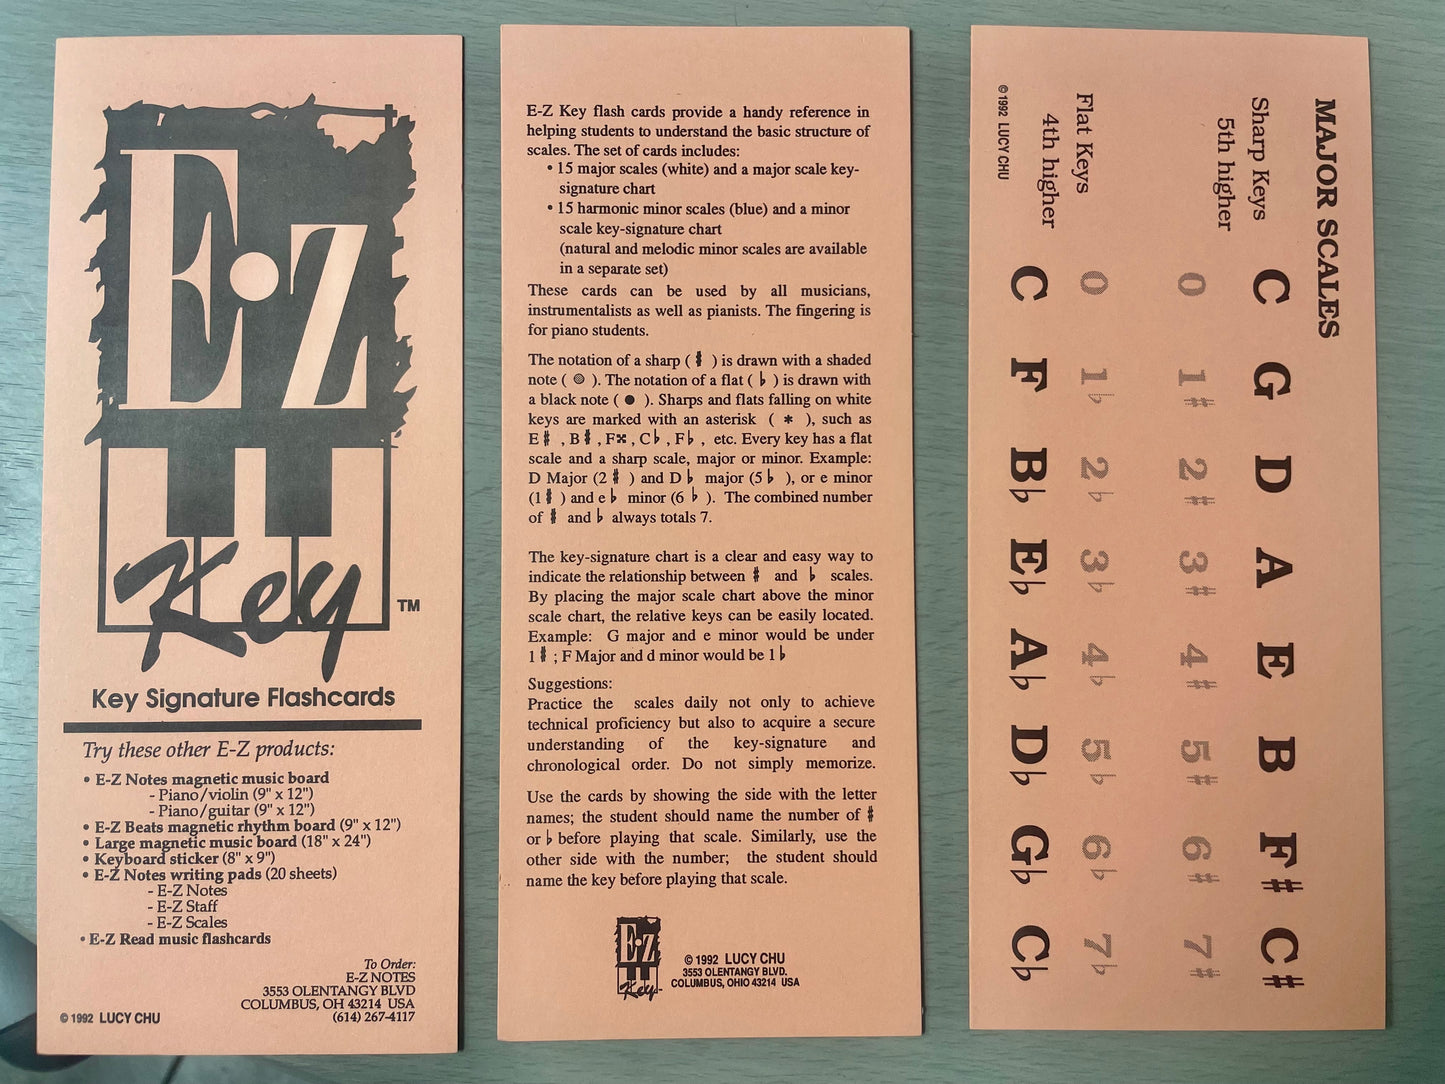 E·Z
Key ™
Key Signature Flashcards
Try these other E-Z products:
• E-Z Notes magnetic music board
- Piano/violin (9" x 12")
- Piano/guitar (9" x 12")
• E-Z Beats magnetic rhythm board (9" x 12")
• Large magnetic music board (18" x 24")
• Keyboard sticker (8" x 9")
• E-Z Notes writing pads (20 sheets)
- E-Z Notes
- E-Z Staff
- E-Z Scales
• E-Z Read music flashcards
To Order:
E-Z NOTES
3553 OLENTANGY BLVD
COLUMBUS, OH 43214 USA
(614) 267-4117
© 1992 LUCY CHU
E-Z Key flash cards provide a handy reference in
helping students to understand the basic structure of
scales. The set of cards includes:
• 15 major scales (white) and a major scale key-
signature chart
• 15 harmonic minor scales (blue) and a minor
scale key-signature chart
(natural and melodic minor scales are available
in a separate set)
These cards can be used by all musicians,
instrumentalists as well as pianists. The fingering is
for piano students.
The notation of a sharp ( ♯ ) is drawn with a shaded
note ( ● ). The notation of a flat ( ♭ ) is drawn with
a black note ( ● ). Sharps and flats falling on white
keys are marked with an asterisk ( * ), such as
E♯ , B♯ , F𝄪 , C♭ , F♭ , etc. Every key has a flat
scale and a sharp scale, major or minor. Example:
D Major (2 ♯ ) and D♭ major (5 ♭ ), or e minor
(1 ♯ ) and e♭ minor (6 ♭ ). The combined number
of ♯ and ♭ always totals 7.
The key-signature chart is a clear and easy way to
indicate the relationship between ♯ and ♭ scales.
By placing the major scale chart above the minor
scale chart, the relative keys can be easily located.
Example: G major and e minor would be under
1 ♯ ; F Major and d minor would be 1 ♭
Suggestions:
Practice the scales daily not only to achieve
technical proficiency but also to acquire a secure
understanding of the key-signature and
chronological order. Do not simply memorize.
Use the cards by showing the side with the letter
names; the student should name the number of ♯
or ♭ before playing that scale. Similarly, use the
other side with the number; the student should
name the key before playing that scale.
E·Z
Key
© 1992 LUCY CHU
3553 OLENTANGY BLVD.
COLUMBUS, OHIO 43214 USA
MAJOR SCALES
Sharp Keys C G D A E B F♯ C♯
5th higher 0 1♯ 2♯ 3♯ 4♯ 5♯ 6♯ 7♯
Flat Keys 0 1♭ 2♭ 3♭ 4♭ 5♭ 6♭ 7♭
4th higher C F B♭ E♭ A♭ D♭ G♭ C♭
© 1992 LUCY CHU